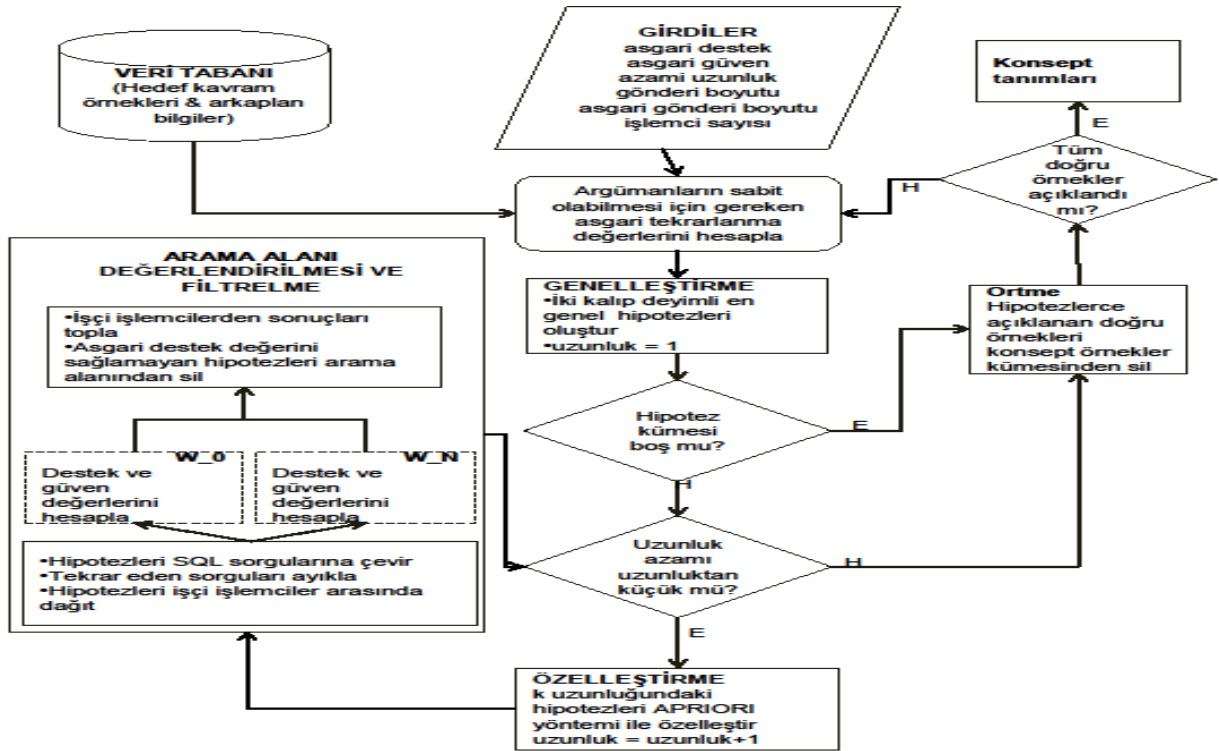 VERİ TABANI
(Hedef kavram
örnekleri & arkaplan
bilgiler)
GİRDİLER
asgari destek
asgari güven
azami uzunluk
gönderi boyutu
asgari gönderi boyutu
işlemci sayısı
Konsept
tanımları
E
Tüm
doğru
örnekler
açıklandı
mı?
H
Argümanların sabit
olabilmesi için gereken
asgari tekrarlanma
değerlerini hesapla
GENELLEŞTİRME
•İki kalıp deyimli en
genel hipotezleri
oluştur
•uzunluk = 1
Ortme
Hipotezlerce
açıklanan doğru
örnekleri
konsept örnekler
kümesinden sil
Hipotez
kümesi
boş mu?
E
H
Uzunluk
azamı
uzunluktan
küçük mü?
H
E
ÖZELLEŞTİRME
k uzunluğundaki
hipotezleri APRIORI
yöntemi ile özelleştir
uzunluk = uzunluk+1
ARAMA ALANI
DEĞERLENDİRİLMESİ VE
FİLTRELME
•İşçi işlemcilerden sonuçları
topla
•Asgari destek değerini
sağlamayan hipotezleri arama
alanından sil
W_0
Destek ve
güven
değerlerini
hesapla
W_N
Destek ve
güven
değerlerini
hesapla
•Hipotezleri SQL sorgularına çevir
•Tekrar eden sorguları ayıkla
•Hipotezleri işçi işlemciler arasında
dağıt